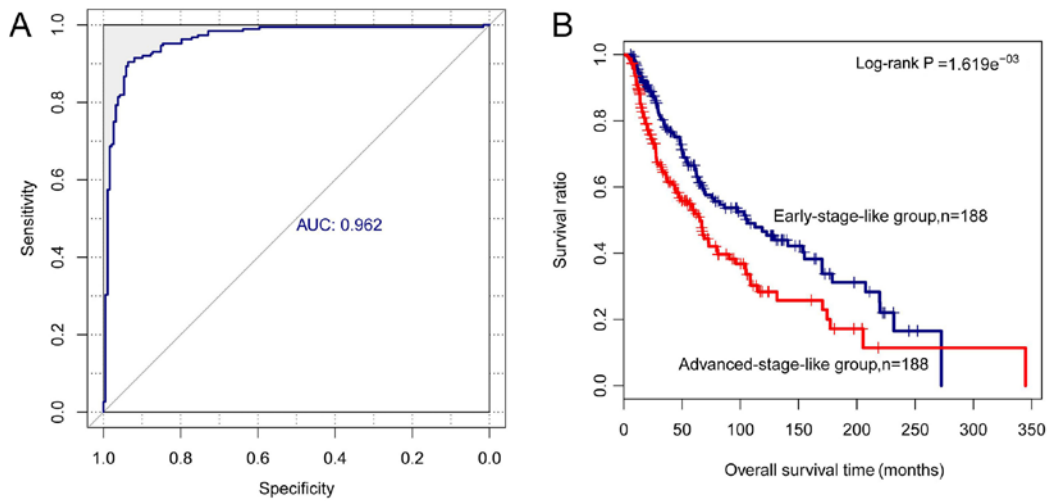 A
Sensitivity
1.0
0.8
0.6
0.4
0.2
0.0
AUC: 0.962
1.0 0.8 0.6 0.4 0.2 0.0
Specificity
B
Survival ratio
1.0
0.8
0.6
0.4
0.2
0.0
Log-rank P =1.619e⁻⁰³
Early-stage-like group,n=188
Advanced-stage-like group,n=188
0 50 100 150 200 250 300 350
Overall survival time (months)